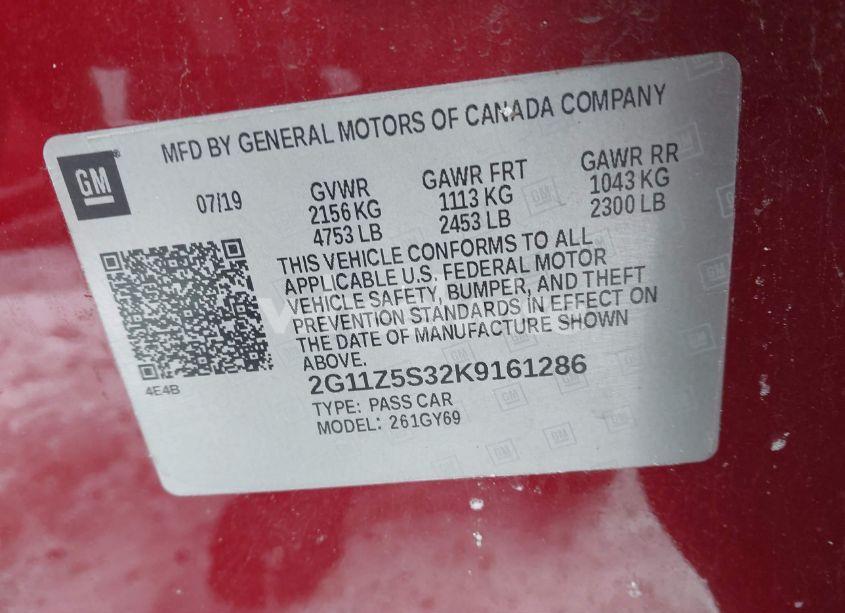 MFD BY GENERAL MOTORS OF CANADA COMPANY
GM
07/19
GVWR
2156 KG
4753 LB
GAWR FRT
1113 KG
2453 LB
GAWR RR
1043 KG
2300 LB
THIS VEHICLE CONFORMS TO ALL
APPLICABLE U.S. FEDERAL MOTOR
VEHICLE SAFETY, BUMPER, AND THEFT
PREVENTION STANDARDS IN EFFECT ON
THE DATE OF MANUFACTURE SHOWN
ABOVE.
4E4B
2G11Z5S32K9161286
TYPE: PASS CAR
MODEL: 261GY69